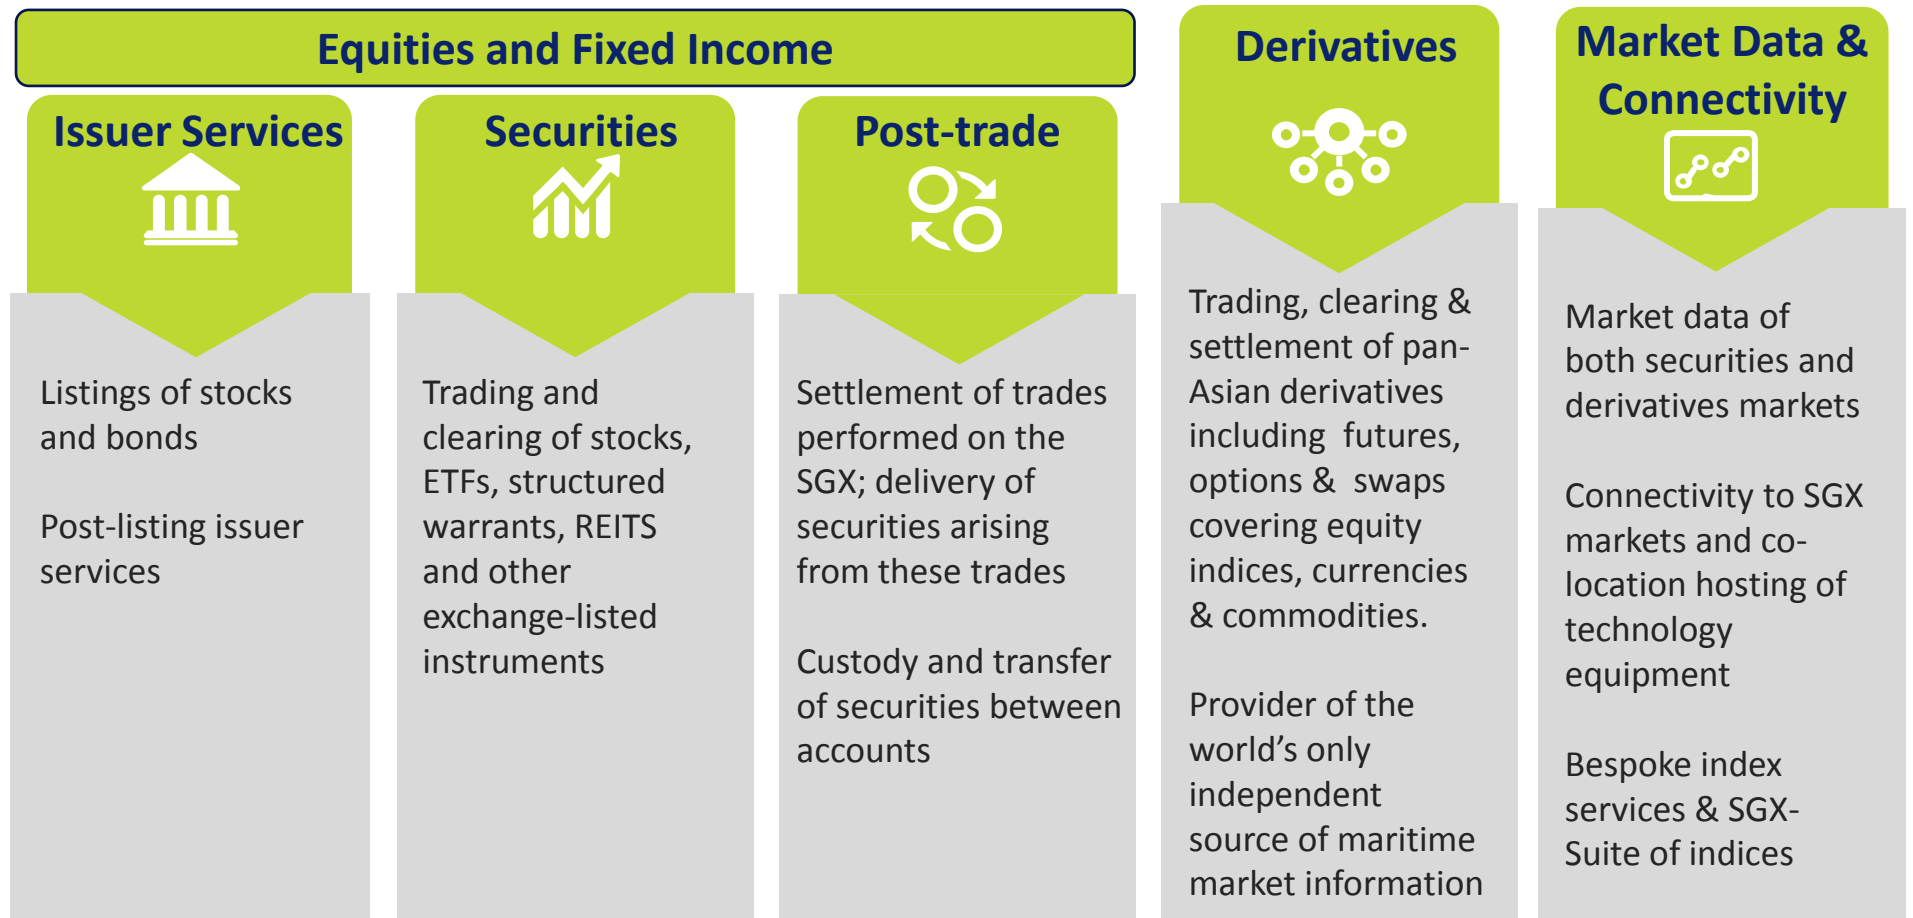 Equities and Fixed Income
Issuer Services
Listings of stocks
and bonds
Post-listing issuer
services
Securities
Trading and
clearing of stocks,
ETFs, structured
warrants, REITS
and other
exchange-listed
instruments
Post-trade
Settlement of trades
performed on the
SGX; delivery of
securities arising
from these trades
Custody and transfer
of securities between
accounts
Derivatives
Trading, clearing &
settlement of pan-
Asian derivatives
including futures,
options & swaps
covering equity
indices, currencies
& commodities.
Provider of the
world’s only
independent
source of maritime
market information
Market Data &
Connectivity
Market data of
both securities and
derivatives markets
Connectivity to SGX
markets and co-
location hosting of
technology
equipment
Bespoke index
services & SGX-
Suite of indices